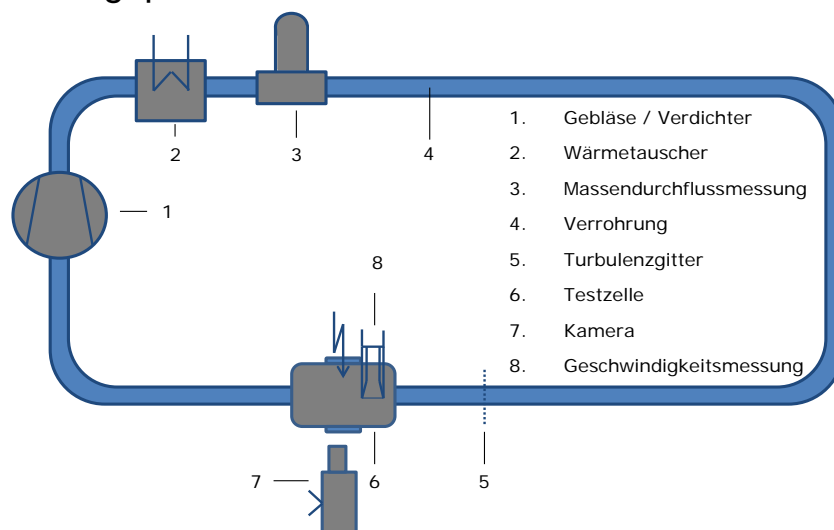 2
3
4
1
8
7
6
5
1. Gebläse / Verdichter
2. Wärmetauscher
3. Massendurchflussmessung
4. Verrohrung
5. Turbulenzgitter
6. Testzelle
7. Kamera
8. Geschwindigkeitsmessung